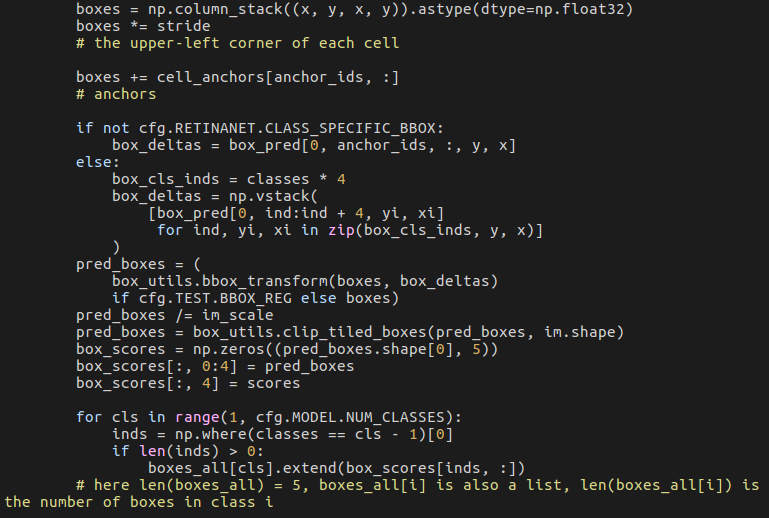 boxes = np.column_stack((x, y, x, y)).astype(dtype=np.float32)
boxes *= stride
# the upper-left corner of each cell
boxes += cell_anchors[anchor_ids, :]
# anchors
if not cfg.RETINANET.CLASS_SPECIFIC_BBOX:
box_deltas = box_pred[0, anchor_ids, :, y, x]
else:
box_cls_inds = classes * 4
box_deltas = np.vstack(
[box_pred[0, ind:ind + 4, yi, xi]
for ind, yi, xi in zip(box_cls_inds, y, x)]
)
pred_boxes = (
box_utils.bbox_transform(boxes, box_deltas)
if cfg.TEST.BBOX_REG else boxes)
pred_boxes /= im_scale
pred_boxes = box_utils.clip_tiled_boxes(pred_boxes, im.shape)
box_scores = np.zeros((pred_boxes.shape[0], 5))
box_scores[:, 0:4] = pred_boxes
box_scores[:, 4] = scores
for cls in range(1, cfg.MODEL.NUM_CLASSES):
inds = np.where(classes == cls - 1)[0]
if len(inds) > 0:
boxes_all[cls].extend(box_scores[inds, :])
# here len(boxes_all) = 5, boxes_all[i] is also a list, len(boxes_all[i]) is
the number of boxes in class i